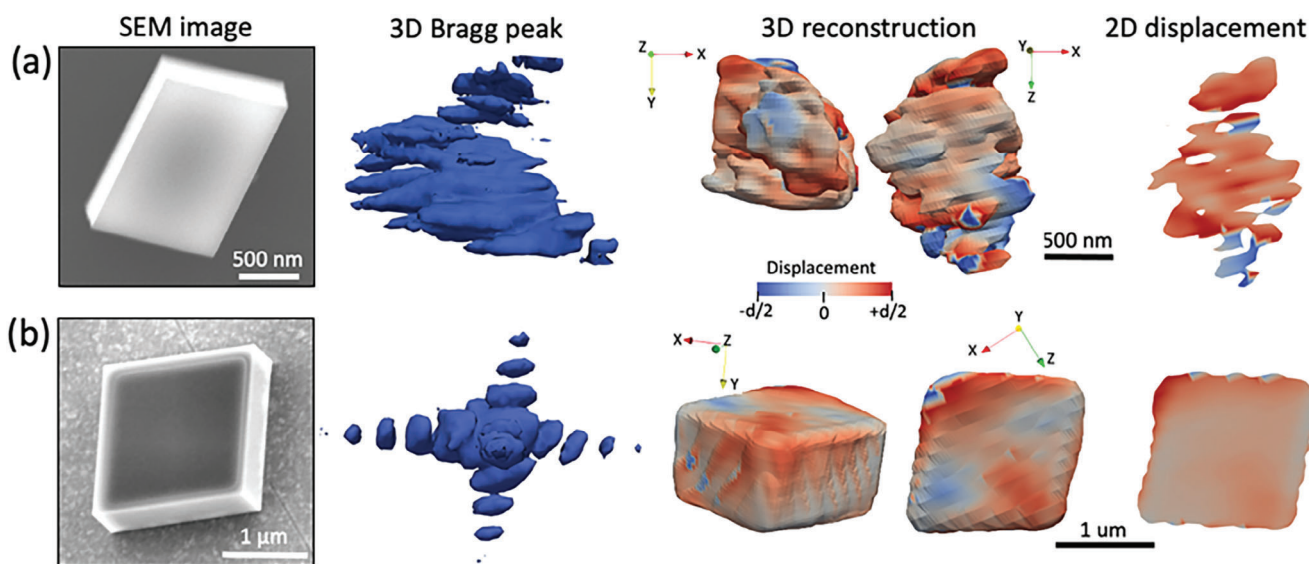 SEM image 3D Bragg peak 3D reconstruction 2D displacement
(a)
Z X
Y
Y X
Z
500 nm
500 nm
Displacement
-d/2 0 +d/2
(b)
X Z
Y
Y
X Z
1 μm
1 um